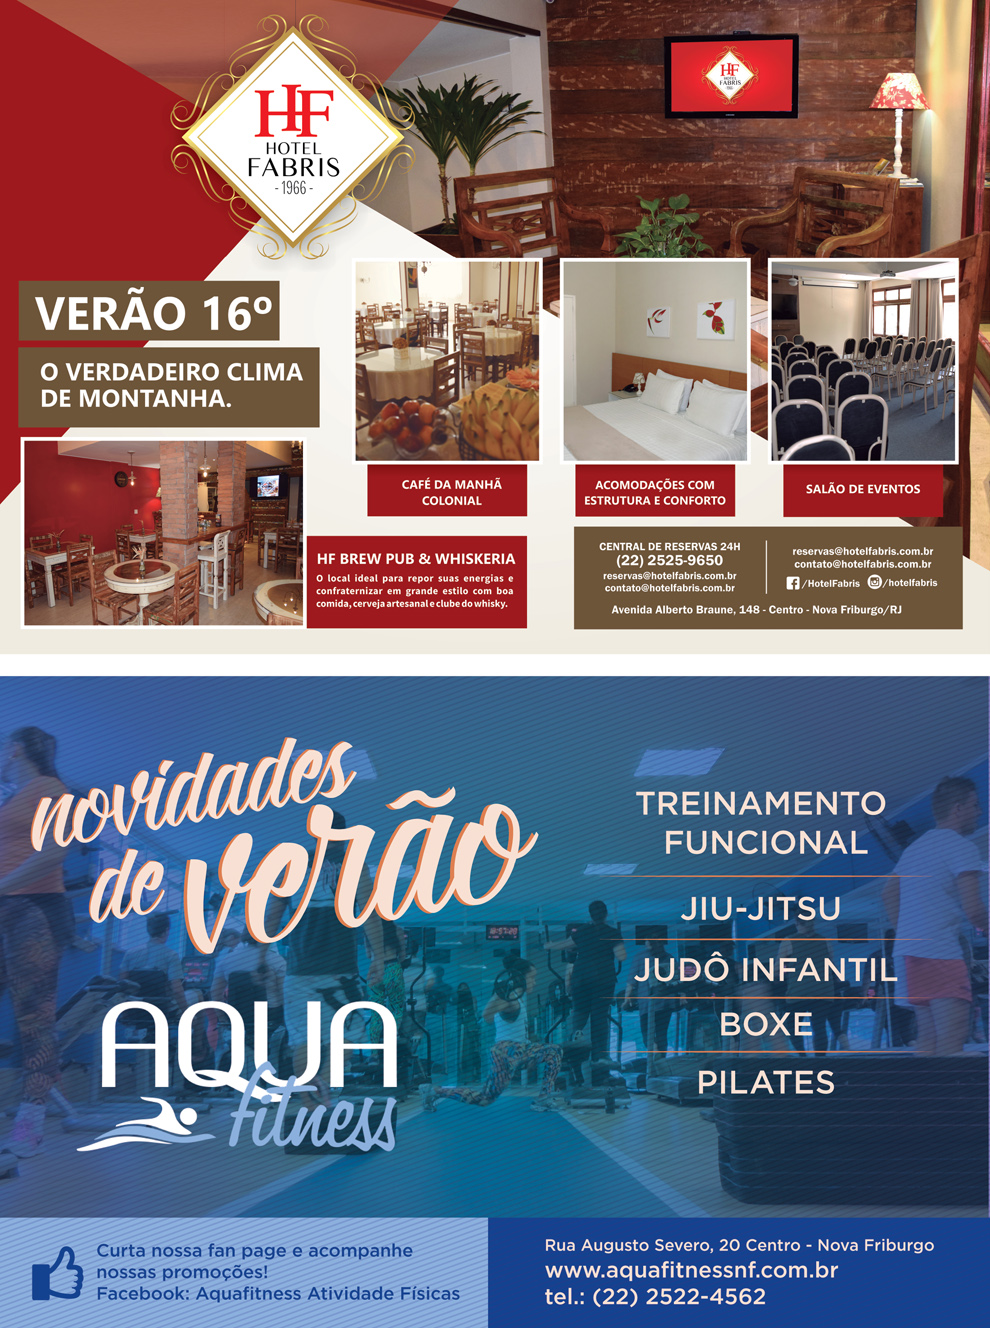 HF
HOTEL
FABRIS
- 1966 -
HF
HOTEL
FABRIS
VERÃO 16º
O VERDADEIRO CLIMA
DE MONTANHA.
CAFÉ DA MANHÃ
COLONIAL
ACOMODAÇÕES COM
ESTRUTURA E CONFORTO
SALÃO DE EVENTOS
HF BREW PUB & WHISKERIA
O local ideal para repor suas energias e
confraternizar em grande estilo com boa
comida, cerveja artesanal e clube do whisky.
CENTRAL DE RESERVAS 24H
(22) 2525-9650
reservas@hotelfabris.com.br
contato@hotelfabris.com.br
reservas@hotelfabris.com.br
contato@hotelfabris.com.br
/HotelFabris /hotelfabris
Avenida Alberto Braune, 148 - Centro - Nova Friburgo/RJ
novidades
de verão
AQUA
fitness
TREINAMENTO
FUNCIONAL
JIU-JITSU
JUDÔ INFANTIL
BOXE
PILATES
Curta nossa fan page e acompanhe
nossas promoções!
Facebook: Aquafitness Atividade Físicas
Rua Augusto Severo, 20 Centro - Nova Friburgo
www.aquafitnessnf.com.br
tel.: (22) 2522-4562